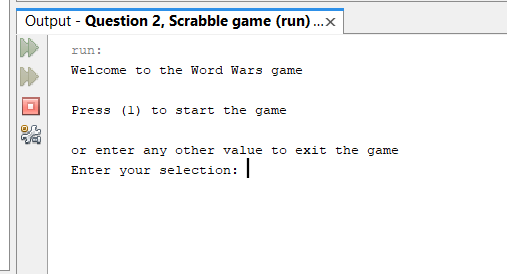 Output - Question 2, Scrabble game (run) ...×
run:
Welcome to the Word Wars game
Press (1) to start the game
or enter any other value to exit the game
Enter your selection: